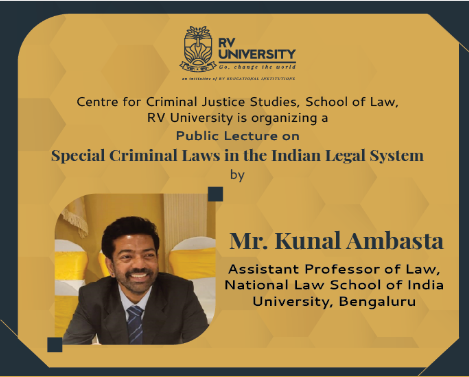 RV
UNIVERSITY
Go, change the world
an initiative of RV EDUCATIONAL INSTITUTIONS
Centre for Criminal Justice Studies, School of Law,
RV University is organizing a
Public Lecture on
Special Criminal Laws in the Indian Legal System
by
Mr. Kunal Ambasta
Assistant Professor of Law,
National Law School of India
University, Bengaluru